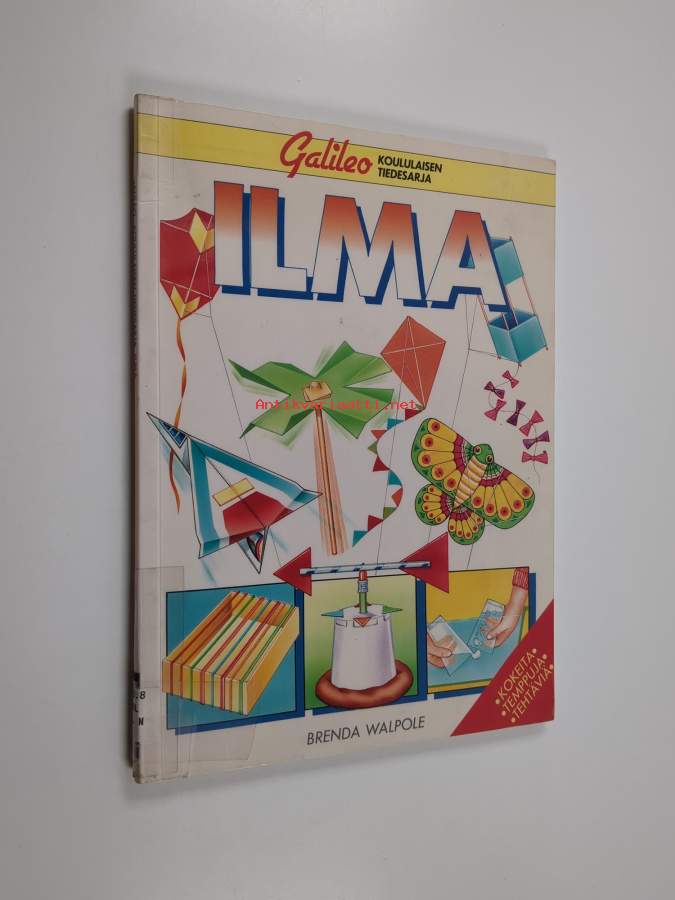 Galileo KOULULAISEN
TIEDESARJA
ILMA
Antikvariaatti.net
•KOKEITA•
•TEMPPUJA•
•TEHTÄVIÄ•
BRENDA WALPOLE